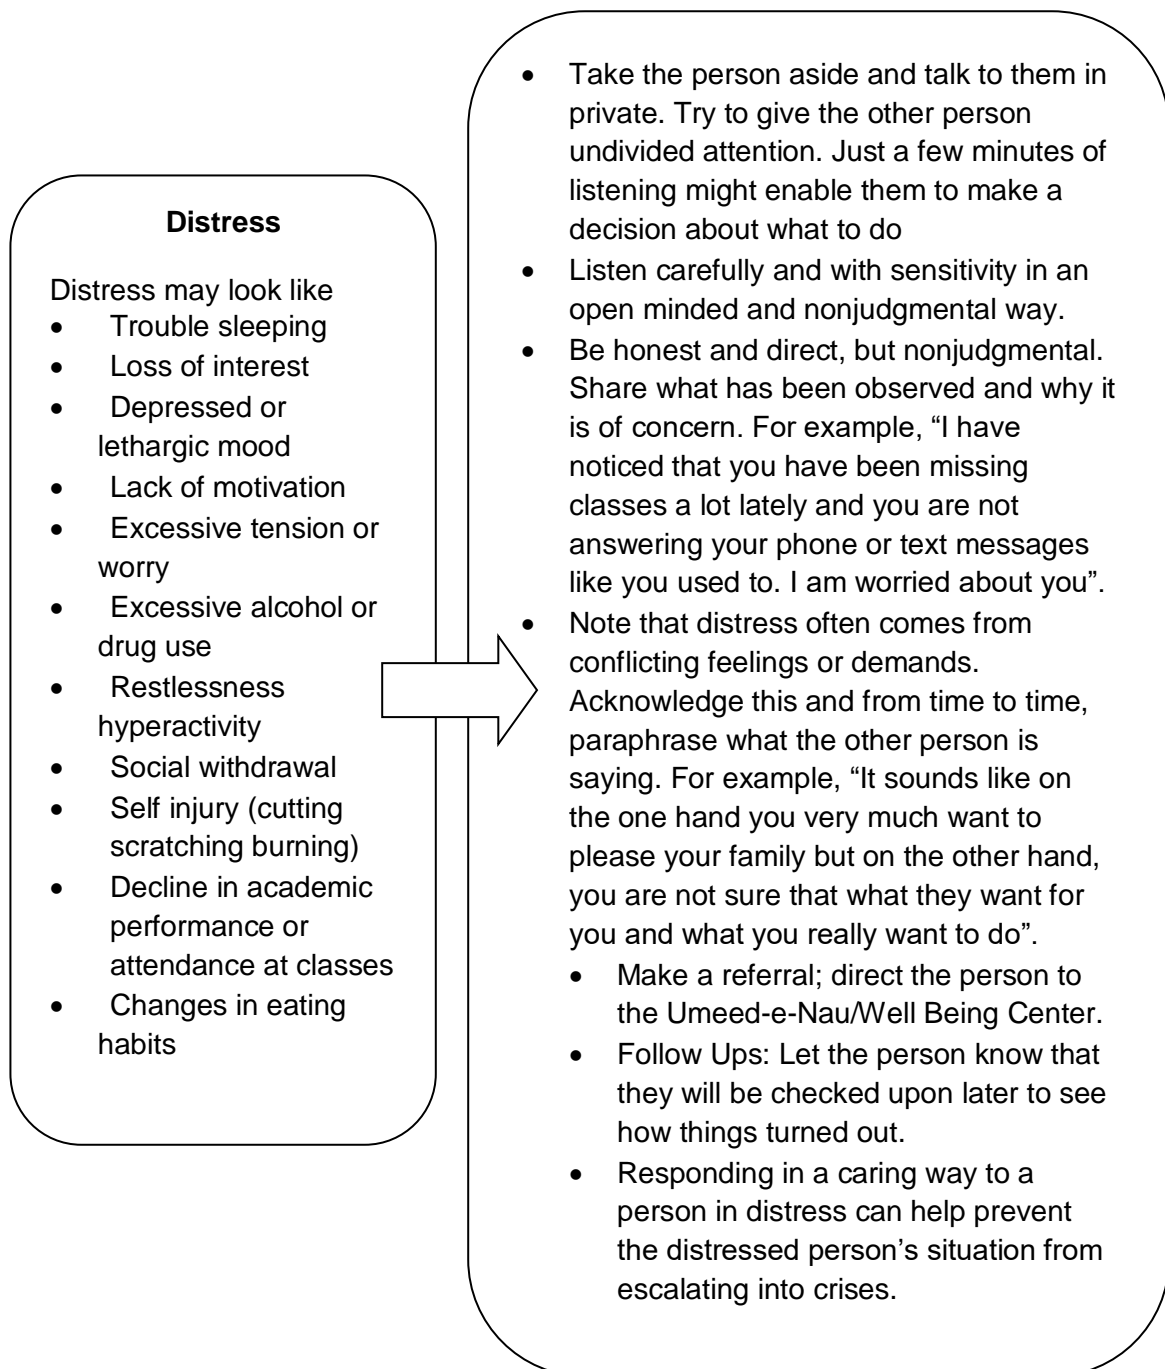 Distress
Distress may look like
• Trouble sleeping
• Loss of interest
• Depressed or
lethargic mood
• Lack of motivation
• Excessive tension or
worry
• Excessive alcohol or
drug use
• Restlessness
hyperactivity
• Social withdrawal
• Self injury (cutting
scratching burning)
• Decline in academic
performance or
attendance at classes
• Changes in eating
habits
• Take the person aside and talk to them in
private. Try to give the other person
undivided attention. Just a few minutes of
listening might enable them to make a
decision about what to do
• Listen carefully and with sensitivity in an
open minded and nonjudgmental way.
• Be honest and direct, but nonjudgmental.
Share what has been observed and why it
is of concern. For example, “I have
noticed that you have been missing
classes a lot lately and you are not
answering your phone or text messages
like you used to. I am worried about you”.
• Note that distress often comes from
conflicting feelings or demands.
Acknowledge this and from time to time,
paraphrase what the other person is
saying. For example, “It sounds like on
the one hand you very much want to
please your family but on the other hand,
you are not sure that what they want for
you and what you really want to do”.
• Make a referral; direct the person to
the Umeed-e-Nau/Well Being Center.
• Follow Ups: Let the person know that
they will be checked upon later to see
how things turned out.
• Responding in a caring way to a
person in distress can help prevent
the distressed person’s situation from
escalating into crises.